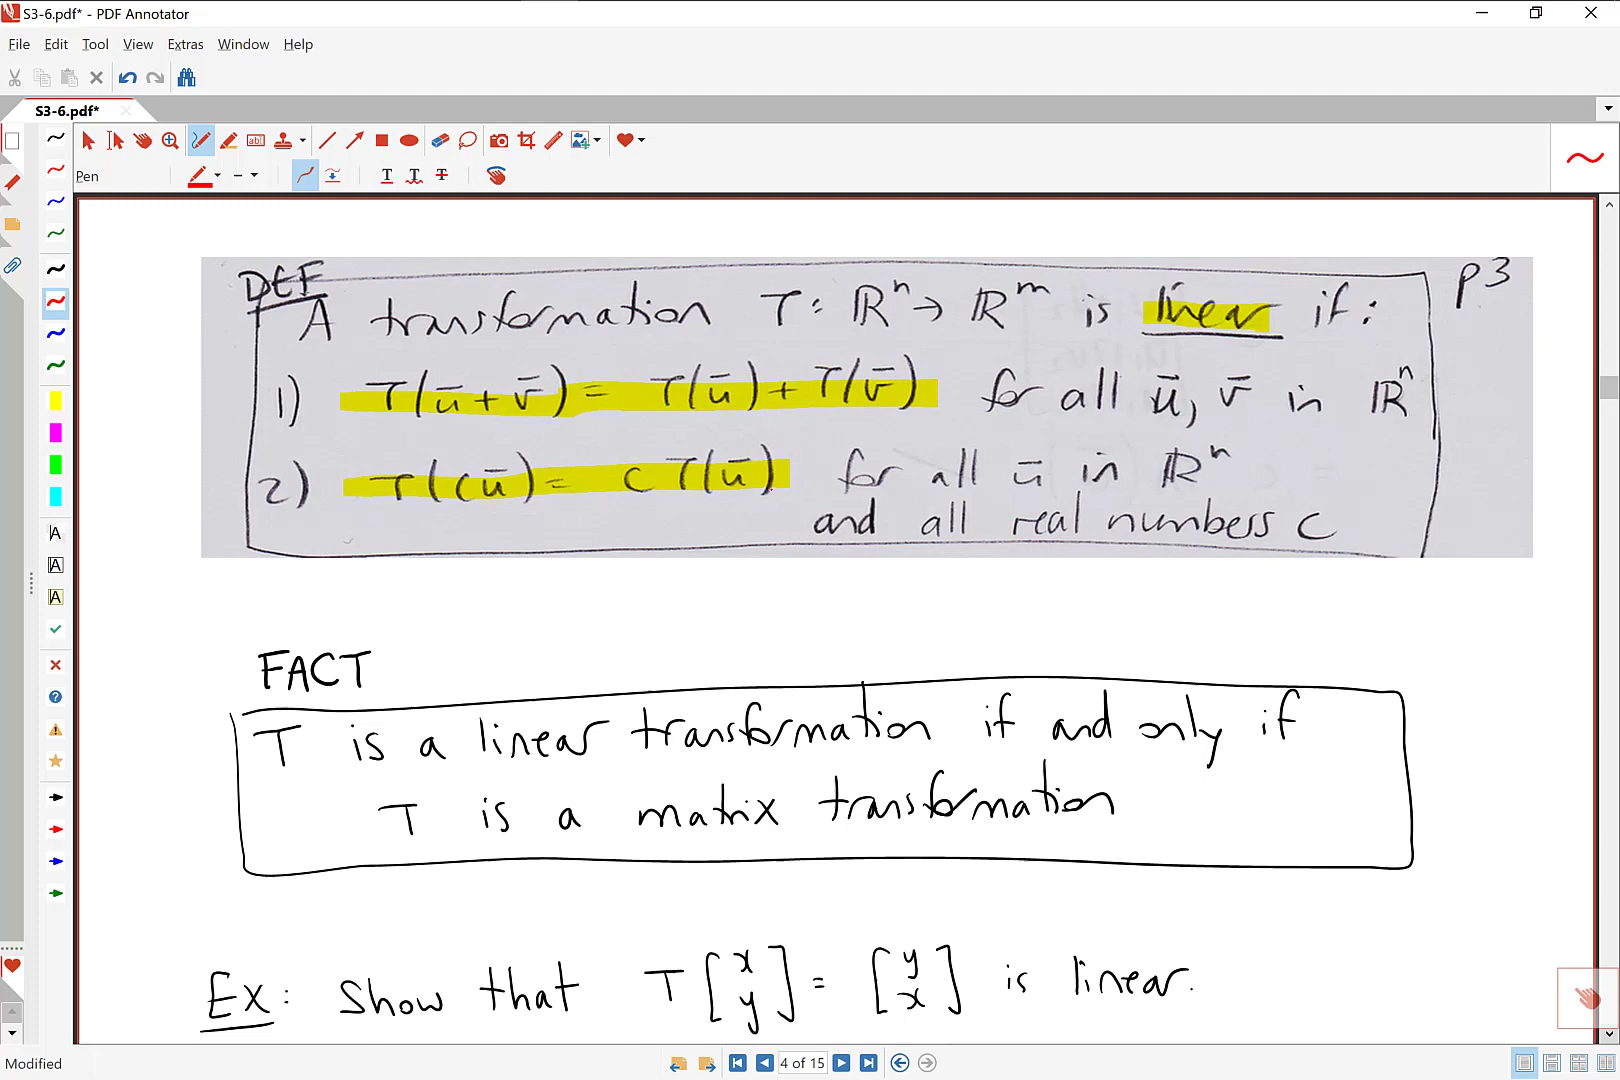 S3-6.pdf* - PDF Annotator
File Edit Tool View Extras Window Help
S3-6.pdf*
Pen
DEF
A transformation T: ℝⁿ → ℝᵐ is linear if:
p3
1) T(ū + v̄) = T(ū) + T(v̄) for all ū, v̄ in ℝⁿ
2) T(cū) = c T(ū) for all ū in ℝⁿ
and all real numbers c
FACT
T is a linear transformation if and only if
T is a matrix transformation
Ex: Show that T[x y] = [y x] is linear.
Modified
4 of 15